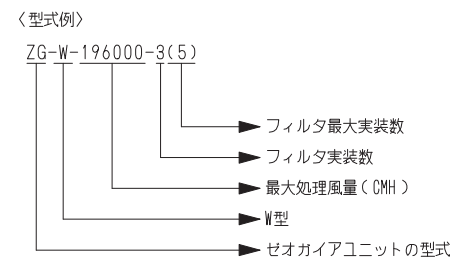 〈型式例〉
ZG-W-196000-3(5)
フィルタ最大実装数
フィルタ実装数
最大処理風量(CMH)
W型
ゼオガイアユニットの型式